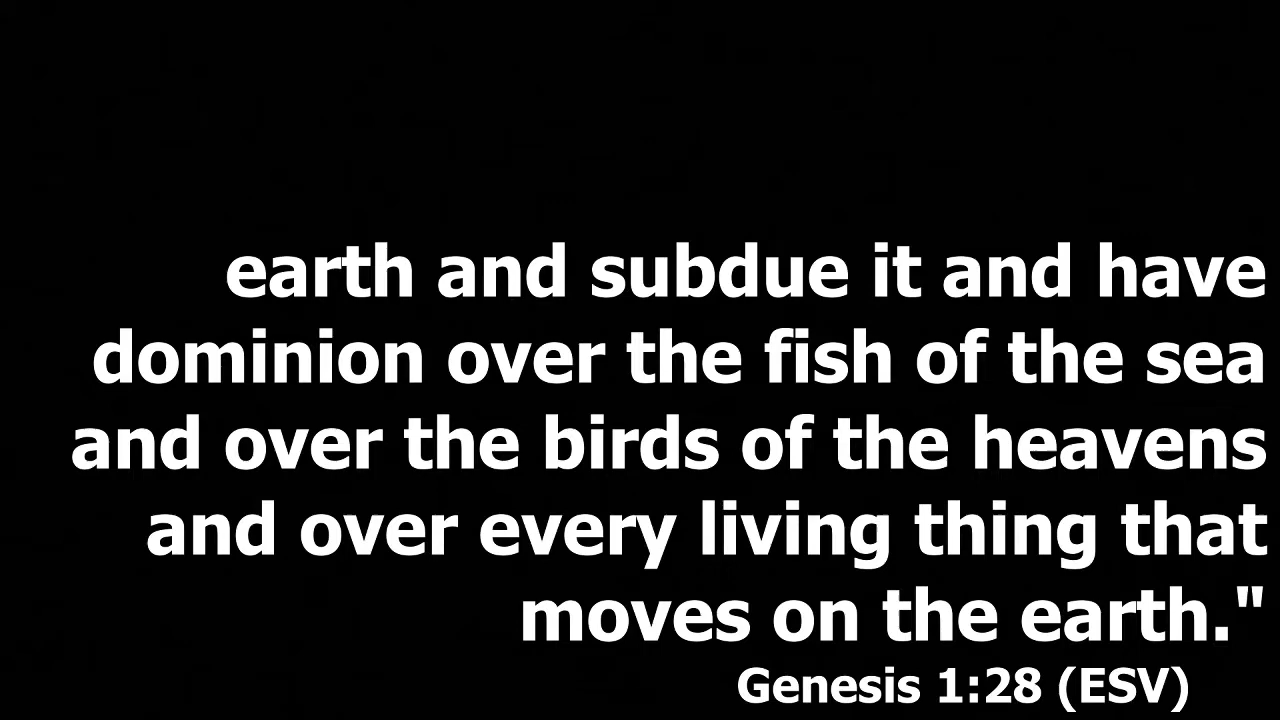 earth and subdue it and have
dominion over the fish of the sea
and over the birds of the heavens
and over every living thing that
moves on the earth."
Genesis 1:28 (ESV)